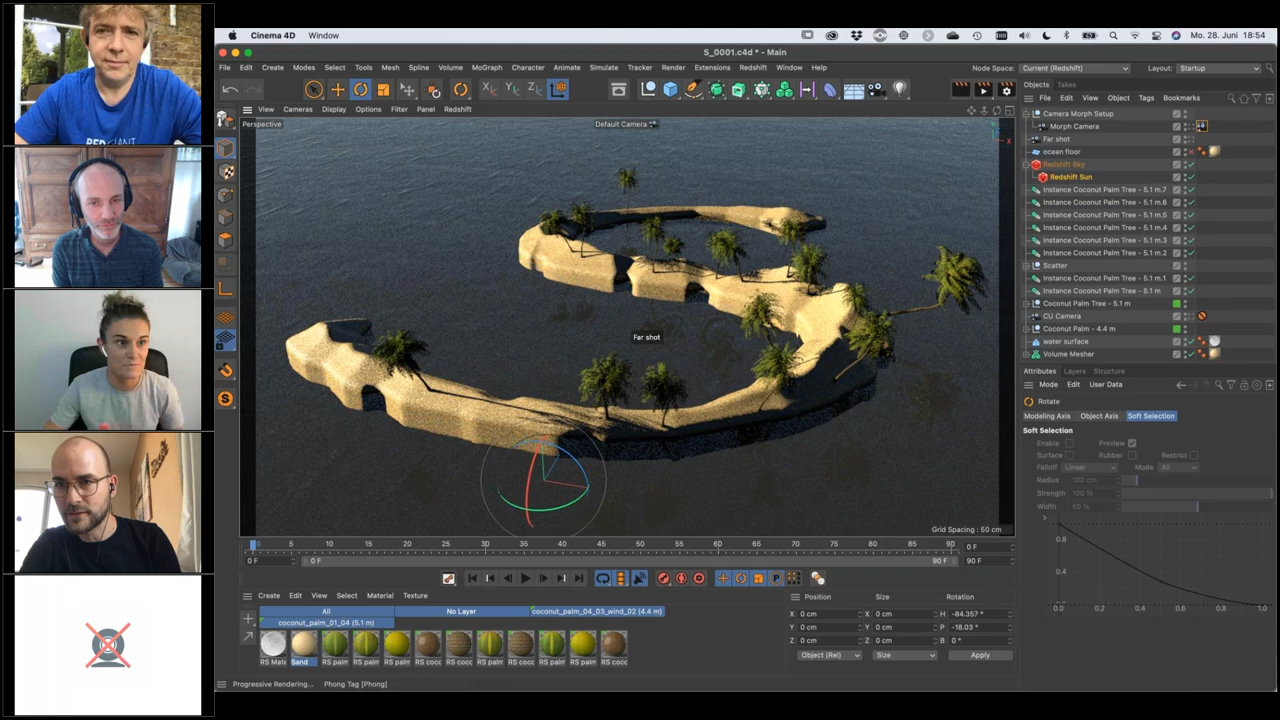 RED GIANT
Cinema 4D Window
Mo. 28. Juni 18:54
S_0001.c4d * - Main
File Edit Create Modes Select Tools Mesh Spline Volume MoGraph Character Animate Simulate Tracker Render Extensions Redshift Window Help
Node Space: Current (Redshift) Layout: Startup
X Y Z
Objects Takes
File Edit View Object Tags Bookmarks
View Cameras Display Options Filter Panel Redshift
Perspective
Default Camera
Camera Morph Setup
Morph Camera
Far shot
ocean floor
Redshift Sky
Redshift Sun
Instance Coconut Palm Tree - 5.1 m.7
Instance Coconut Palm Tree - 5.1 m.6
Instance Coconut Palm Tree - 5.1 m.5
Instance Coconut Palm Tree - 5.1 m.4
Instance Coconut Palm Tree - 5.1 m.3
Instance Coconut Palm Tree - 5.1 m.2
Scatter
Instance Coconut Palm Tree - 5.1 m.1
Instance Coconut Palm Tree - 5.1 m
Coconut Palm Tree - 5.1 m
CU Camera
Coconut Palm - 4.4 m
water surface
Volume Mesher
Far shot
Grid Spacing : 50 cm
S
Attributes Layers Structure
Mode Edit User Data
Rotate
Modeling Axis Object Axis Soft Selection
Soft Selection
Enable Preview
Surface Rubber Restrict
Falloff Linear Mode All
Radius 100 cm
Strength 100 %
Width 50 %
0.8
0.4
0.0 0.2 0.4 0.6 0.8 1.0
0 5 10 15 20 25 30 35 40 45 50 55 60 65 70 75 80 85 90
0 F
0 F 0 F 90 F 90 F
P
Create Edit View Select Material Texture
All No Layer coconut_palm_04_03_wind_02 (4.4 m)
coconut_palm_01_04 (5.1 m)
RS Mate Sand RS palm RS palm RS palm RS coco RS coco RS palm RS coco RS palm RS palm RS coco
Position Size Rotation
X 0 cm X 0 cm H -84.357 °
Y 0 cm Y 0 cm P -18.03 °
Z 0 cm Z 0 cm B 0 °
Object (Rel) Size Apply
Progressive Rendering... Phong Tag [Phong]